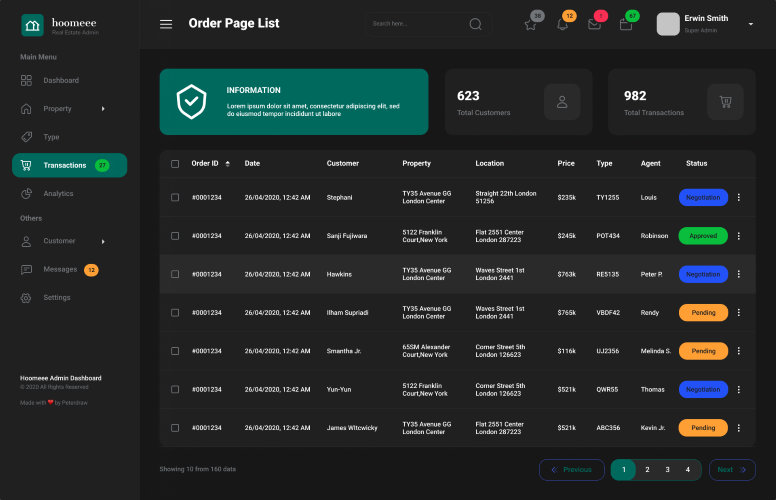 hoomeee
Real Estate Admin
Order Page List
Search here...
38
12
67
Erwin Smith
Super Admin
Main Menu
Dashboard
Property
Type
Transactions 27
Analytics
Others
Customer
Messages 12
Settings
Hoomeee Admin Dashboard
© 2020 All Rights Reserved
Made with ❤ by Peterdraw
INFORMATION
Lorem ipsum dolor sit amet, consectetur adipiscing elit, sed
do eiusmod tempor incididunt ut labore
623
Total Customers
982
Total Transactions
Order ID Date Customer Property Location Price Type Agent Status
#0001234 26/04/2020, 12:42 AM Stephani TY35 Avenue GG London Center Straight 22th London 51256 $235k TY1255 Louis Negotiation
#0001234 26/04/2020, 12:42 AM Sanji Fujiwara 5122 Franklin Court,New York Flat 2551 Center London 287223 $245k POT434 Robinson Approved
#0001234 26/04/2020, 12:42 AM Hawkins TY35 Avenue GG London Center Waves Street 1st London 2441 $763k RE5135 Peter P. Negotiation
#0001234 26/04/2020, 12:42 AM Ilham Supriadi TY35 Avenue GG London Center Waves Street 1st London 2441 $765k VBDF42 Rendy Pending
#0001234 26/04/2020, 12:42 AM Smantha Jr. 65SM Alexander Court,New York Corner Street 5th London 126623 $116k UJ2356 Melinda S. Pending
#0001234 26/04/2020, 12:42 AM Yun-Yun 5122 Franklin Court,New York Corner Street 5th London 126623 $521k QWR55 Thomas Negotiation
#0001234 26/04/2020, 12:42 AM James Witcwicky TY35 Avenue GG London Center Flat 2551 Center London 287223 $521k ABC356 Kevin Jr. Pending
Showing 10 from 160 data
Previous 1 2 3 4 Next